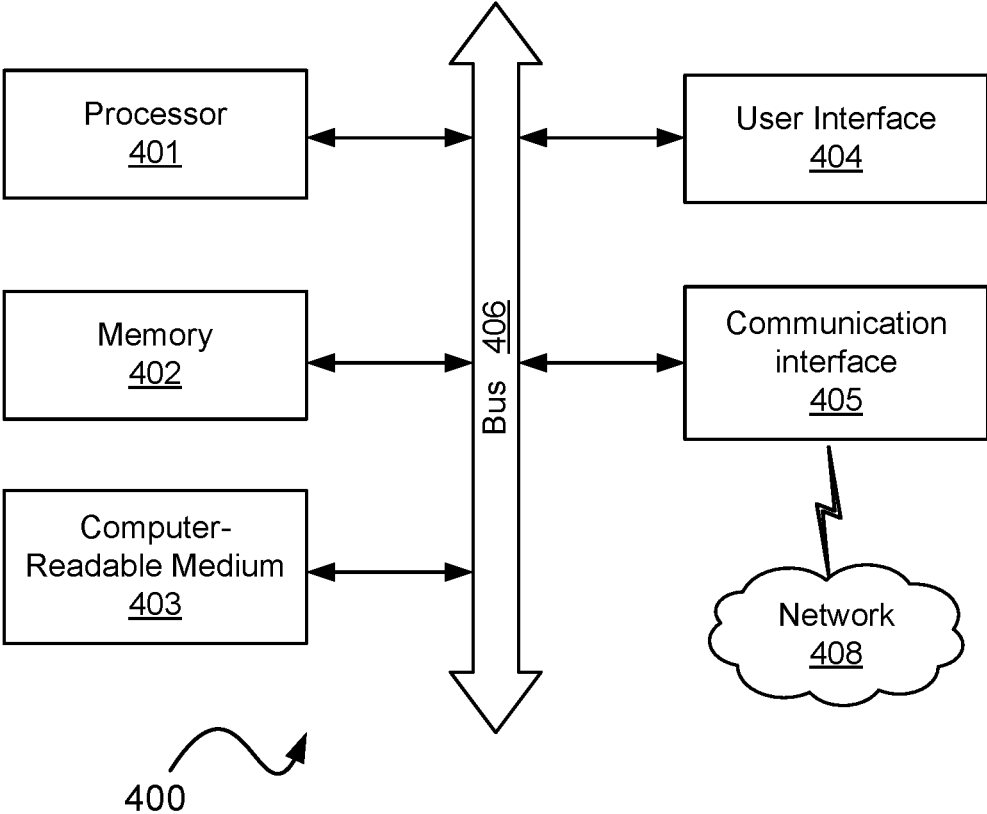 Processor
401
Memory
402
Computer-
Readable Medium
403
Bus 406
User Interface
404
Communication
interface
405
Network
408
400